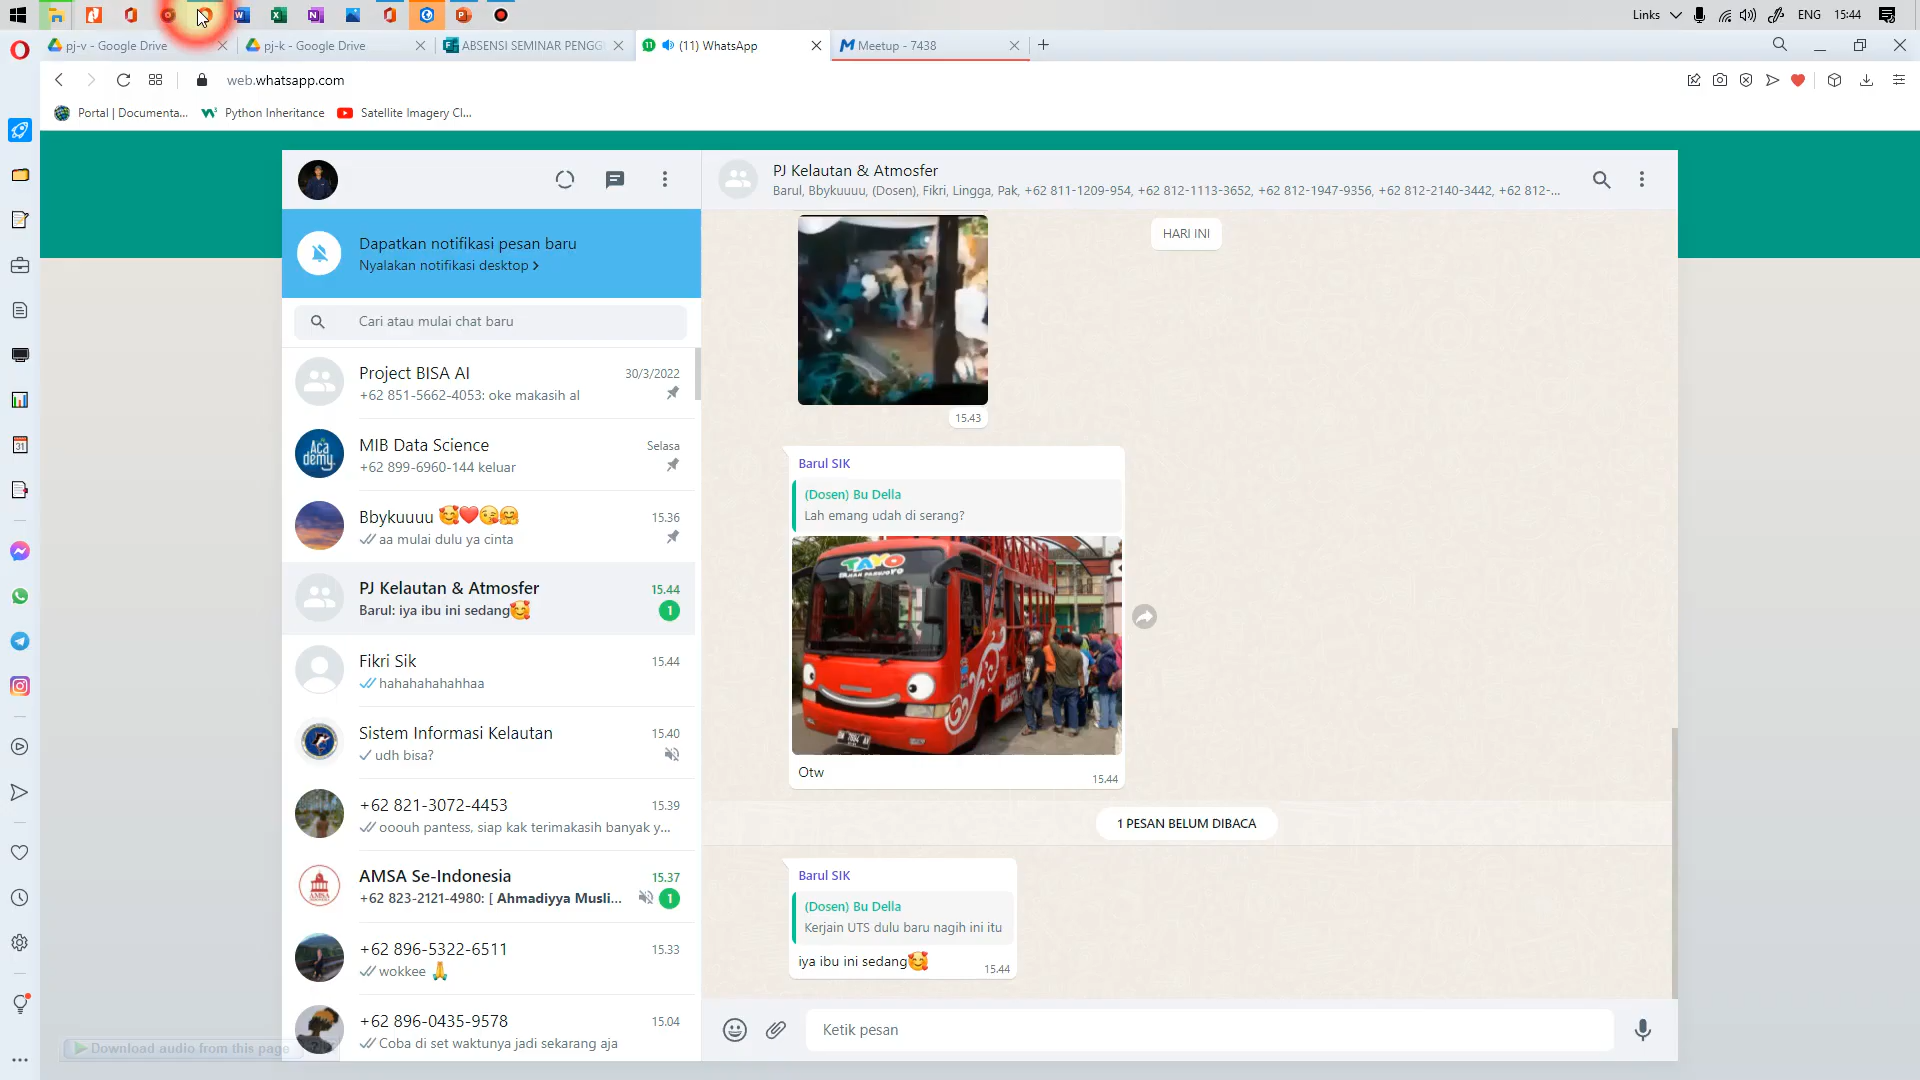 Links
ENG
15:44
pj-v - Google Drive
pj-k - Google Drive
ABSENSI SEMINAR PENGG
(11) WhatsApp
Meetup - 7438
web.whatsapp.com
Portal | Documenta...
Python Inheritance
Satellite Imagery Cl...
Dapatkan notifikasi pesan baru
Nyalakan notifikasi desktop
Cari atau mulai chat baru
Project BISA AI
30/3/2022
+62 851-5662-4053: oke makasih al
MIB Data Science
Selasa
+62 899-6960-144 keluar
Bbykuuuu 🥰❤️😘🤗
15.36
aa mulai dulu ya cinta
PJ Kelautan & Atmosfer
15.44
Barul: iya ibu ini sedang🥰
1
Fikri Sik
15.44
hahahahahahhaa
Sistem Informasi Kelautan
15.40
udh bisa?
+62 821-3072-4453
15.39
ooouh pantess, siap kak terimakasih banyak y...
AMSA Se-Indonesia
15.37
+62 823-2121-4980: [ Ahmadiyya Musli...
1
+62 896-5322-6511
15.33
wokkee 🙏
+62 896-0435-9578
15.04
Coba di set waktunya jadi sekarang aja
Download audio from this page
?
Academy
AMSA
31
PJ Kelautan & Atmosfer
Barul, Bbykuuuu, (Dosen), Fikri, Lingga, Pak, +62 811-1209-954, +62 812-1113-3652, +62 812-1947-9356, +62 812-2140-3442, +62 812-...
HARI INI
15.43
Barul SIK
(Dosen) Bu Della
Lah emang udah di serang?
TAYO
Otw
15.44
1 PESAN BELUM DIBACA
Barul SIK
(Dosen) Bu Della
Kerjain UTS dulu baru nagih ini itu
iya ibu ini sedang🥰
15.44
Ketik pesan